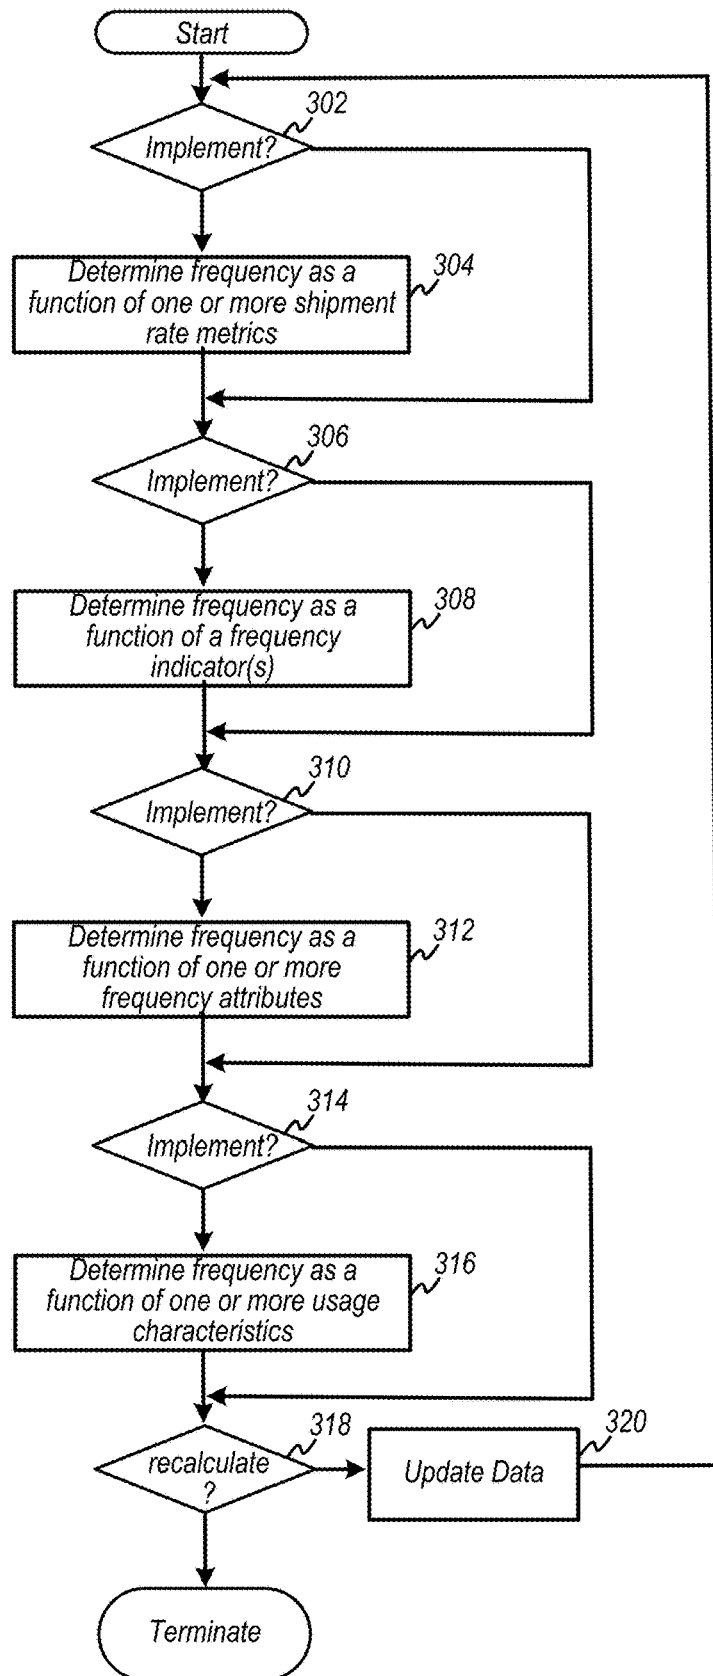 Start
302
Implement?
304
Determine frequency as a
function of one or more shipment
rate metrics
306
Implement?
308
Determine frequency as a
function of a frequency
indicator(s)
310
Implement?
312
Determine frequency as a
function of one or more
frequency attributes
314
Implement?
316
Determine frequency as a
function of one or more usage
characteristics
318
recalculate
?
320
Update Data
Terminate